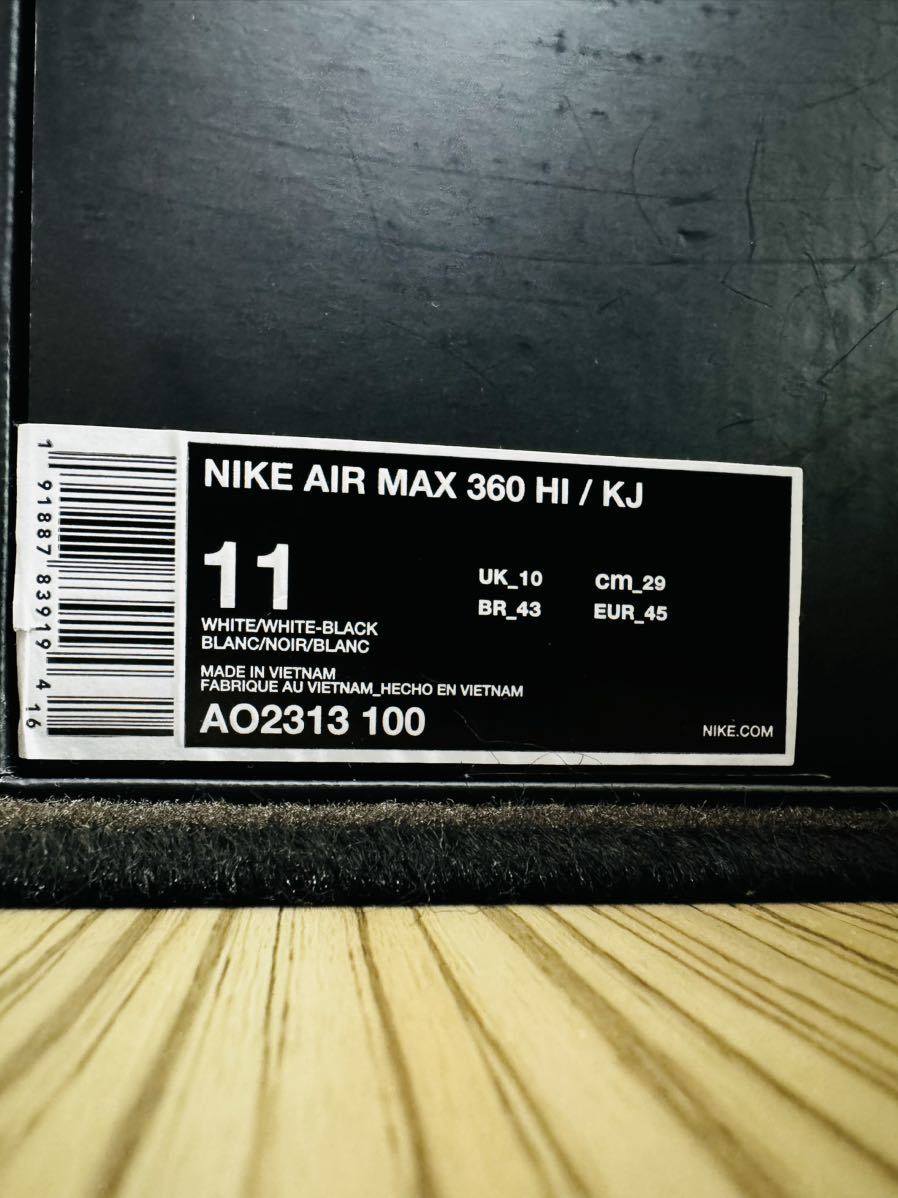 1 91887 83919 4 16
NIKE AIR MAX 360 HI / KJ
11
UK_10 cm_29
BR_43 EUR_45
WHITE/WHITE-BLACK
BLANC/NOIR/BLANC
MADE IN VIETNAM
FABRIQUE AU VIETNAM_HECHO EN VIETNAM
AO2313 100
NIKE.COM